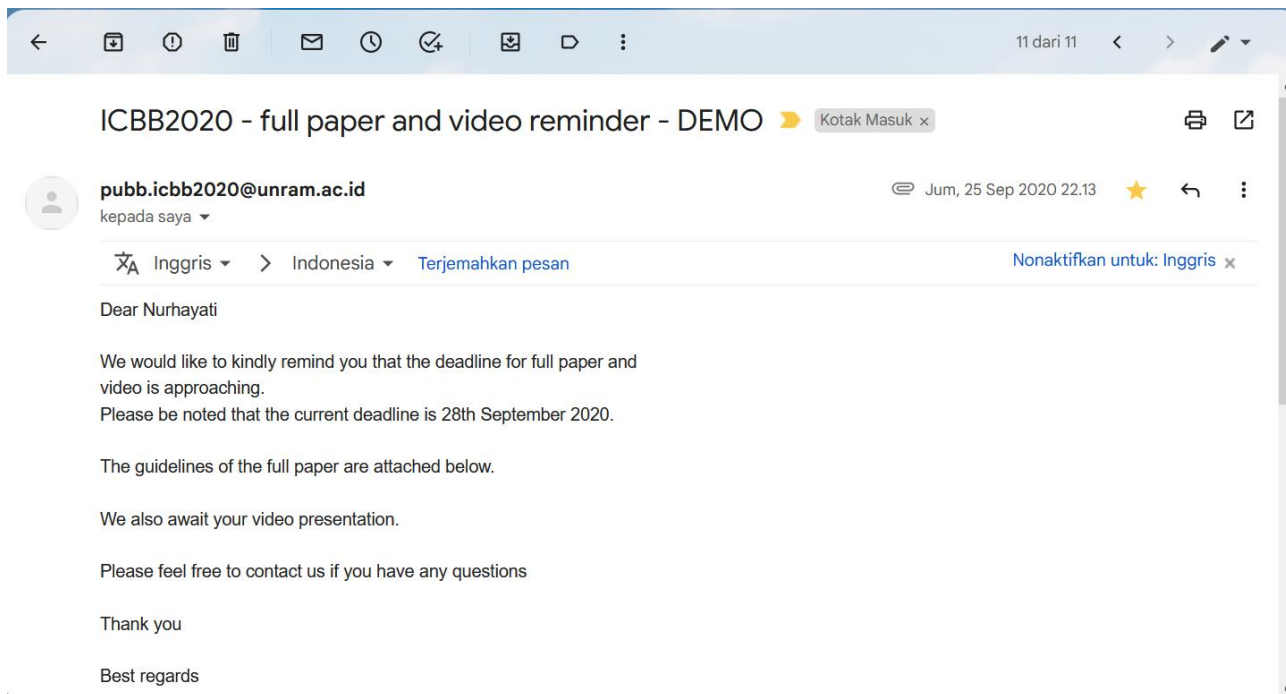 11 dari 11
ICBB2020 - full paper and video reminder - DEMO Kotak Masuk ×
pubb.icbb2020@unram.ac.id Jum, 25 Sep 2020 22.13
kepada saya
Inggris > Indonesia Terjemahkan pesan Nonaktifkan untuk: Inggris ×
Dear Nurhayati
We would like to kindly remind you that the deadline for full paper and
video is approaching.
Please be noted that the current deadline is 28th September 2020.
The guidelines of the full paper are attached below.
We also await your video presentation.
Please feel free to contact us if you have any questions
Thank you
Best regards